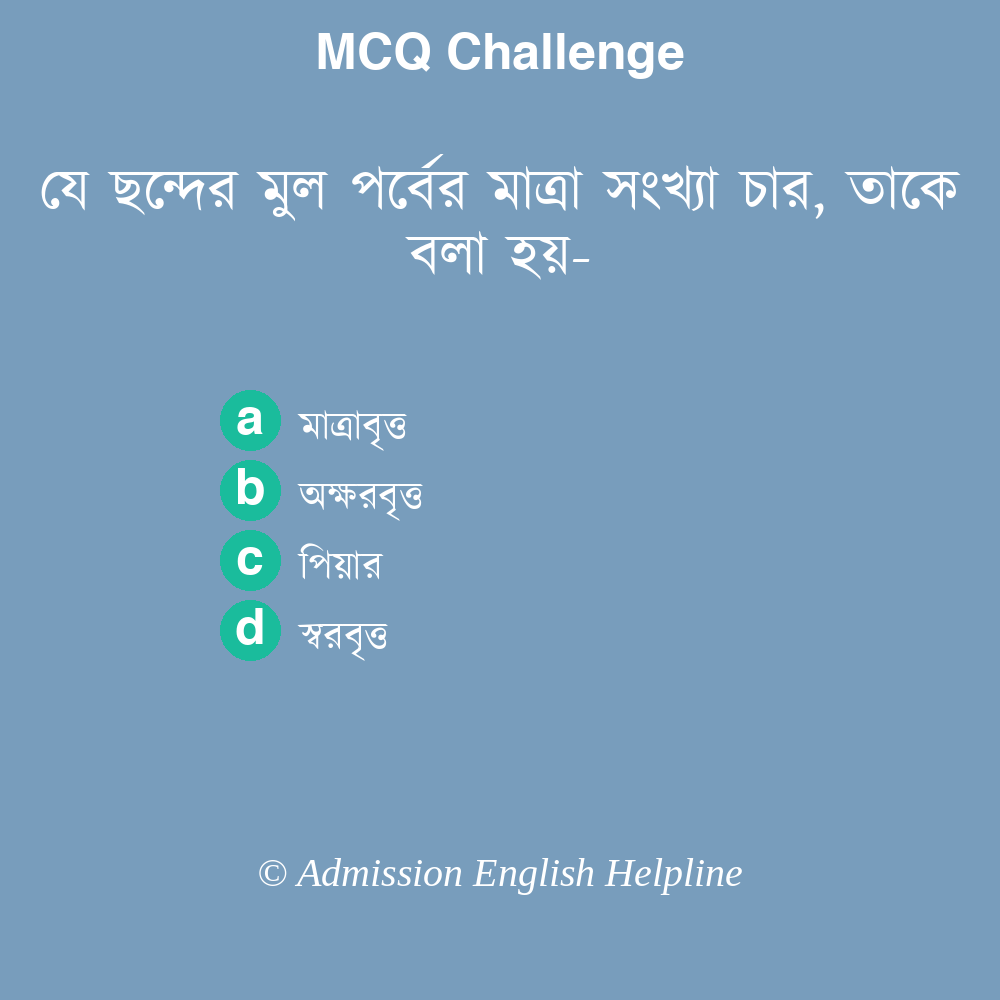 MCQ Challenge
যে ছন্দের মুল পর্বের মাত্রা সংখ্যা চার, তাকে
বলা হয়-
a মাত্রাবৃত্ত
b অক্ষরবৃত্ত
c পিয়ার
d স্বরবৃত্ত
© Admission English Helpline